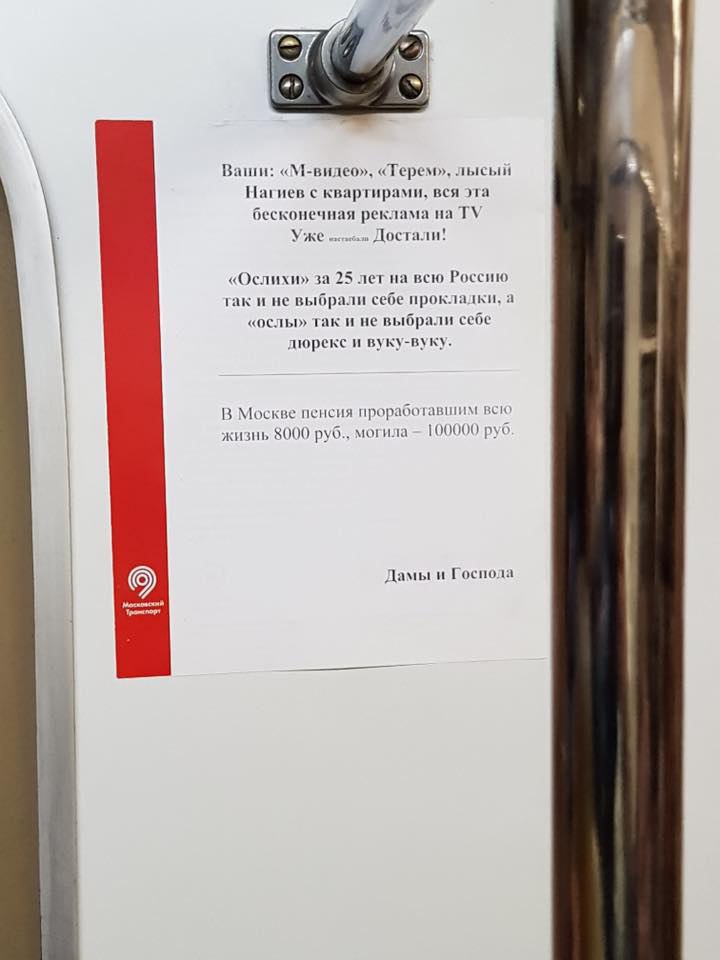 Ваши: «М-видео», «Терем», лысый
Нагиев с квартирами, вся эта
бесконечная реклама на TV
Уже Достали!
«Ослихи» за 25 лет на всю Россию
так и не выбрали себе прокладки, а
«ослы» так и не выбрали себе
дюрекс и вуку-вуку.
В Москве пенсия проработавшим всю
жизнь 8000 руб., могила – 100000 руб.
Дамы и Господа
Московский
Транспорт